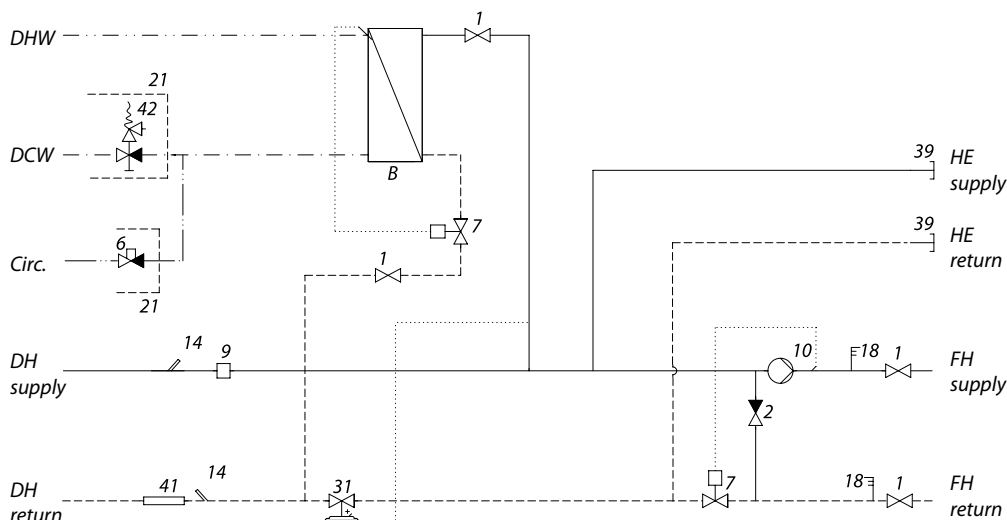 DHW
1
21
42
DCW
B
39
HE
supply
7
6
39
HE
return
Circ.
1
21
DH
supply
14
9
10
18
1
FH
supply
2
DH
return
41
14
31
7
18
1
FH
return